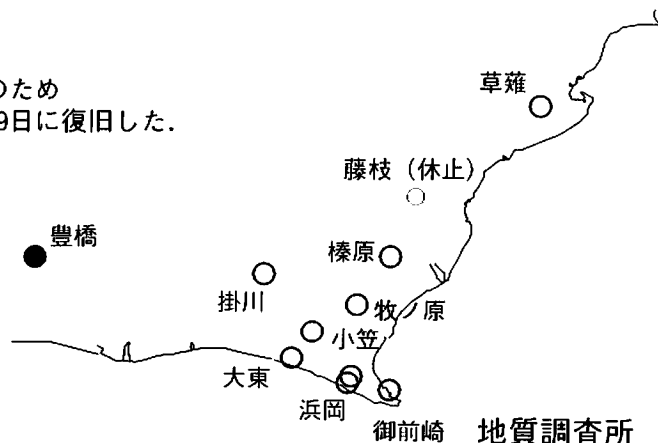 のため
9日に復旧した.
草薙
藤枝（休止）
豊橋
榛原
掛川
牧ノ原
小笠
大東
浜岡
御前崎
地質調査所